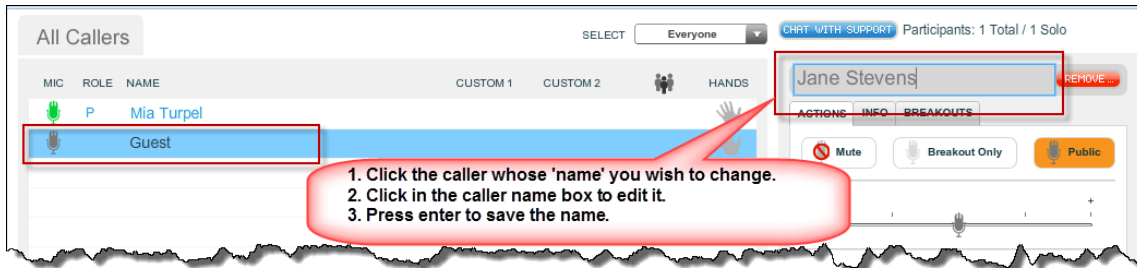 All Callers
SELECT Everyone
CHAT WITH SUPPORT Participants: 1 Total / 1 Solo
MIC ROLE NAME CUSTOM 1 CUSTOM 2 HANDS
Jane Stevens REMOVE ...
P Mia Turpel
ACTIONS INFO BREAKOUTS
Guest
Mute Breakout Only Public
1. Click the caller whose 'name' you wish to change.
2. Click in the caller name box to edit it.
3. Press enter to save the name.
+